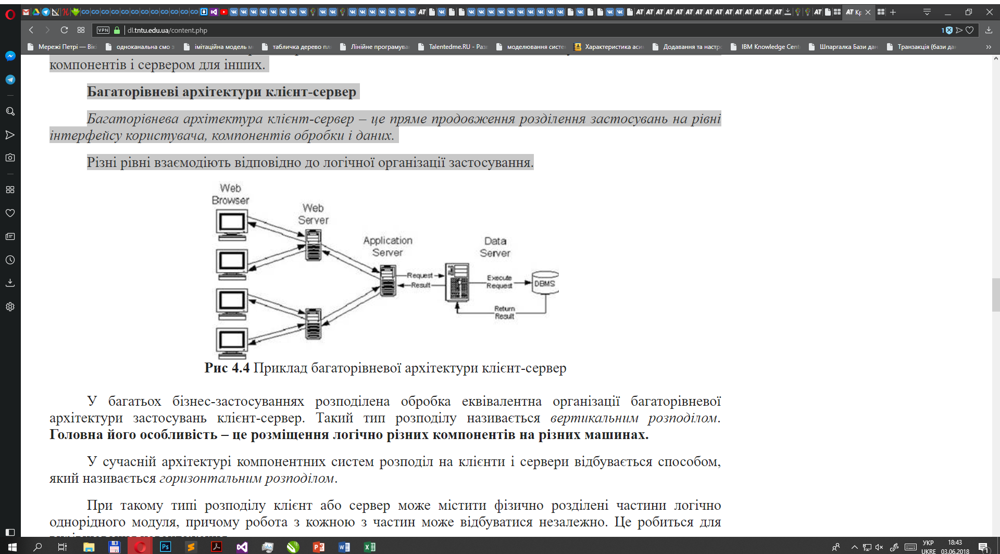 Кр
VPN
dl.tntu.edu.ua/content.php
1
Мережі Петрі — Вікі
одноканальна смо з
імітаційна модель м
табличка дерево пл
Лінійне програмува
Talentedme.RU - Раз
моделювання систе
Характеристика аси
Додавання та настро
IBM Knowledge Cent
Шпаргалка Бази дан
Транзакція (бази да
компонентів і сервером для інших.
Багаторівневі архітектури клієнт-сервер
Багаторівнева архітектура клієнт-сервер – це пряме продовження розділення застосувань на рівні
інтерфейсу користувача, компонентів обробки і даних.
Різні рівні взаємодіють відповідно до логічної організації застосування.
Web
Browser
Web
Server
Application
Server
Data
Server
Request
Result
Execute
Request
DBMS
Return
Result
Рис 4.4 Приклад багаторівневої архітектури клієнт-сервер
У багатьох бізнес-застосуваннях розподілена обробка еквівалентна організації багаторівневої
архітектури застосувань клієнт-сервер. Такий тип розподілу називається вертикальним розподілом.
Головна його особливість – це розміщення логічно різних компонентів на різних машинах.
У сучасній архітектурі компонентних систем розподіл на клієнти і сервери відбувається способом,
який називається горизонтальним розподілом.
При такому типі розподілу клієнт або сервер може містити фізично розділені частини логічно
однорідного модуля, причому робота з кожною з частин може відбуватися незалежно. Це робиться для
УКР
UKRE
18:43
03.06.2018
1